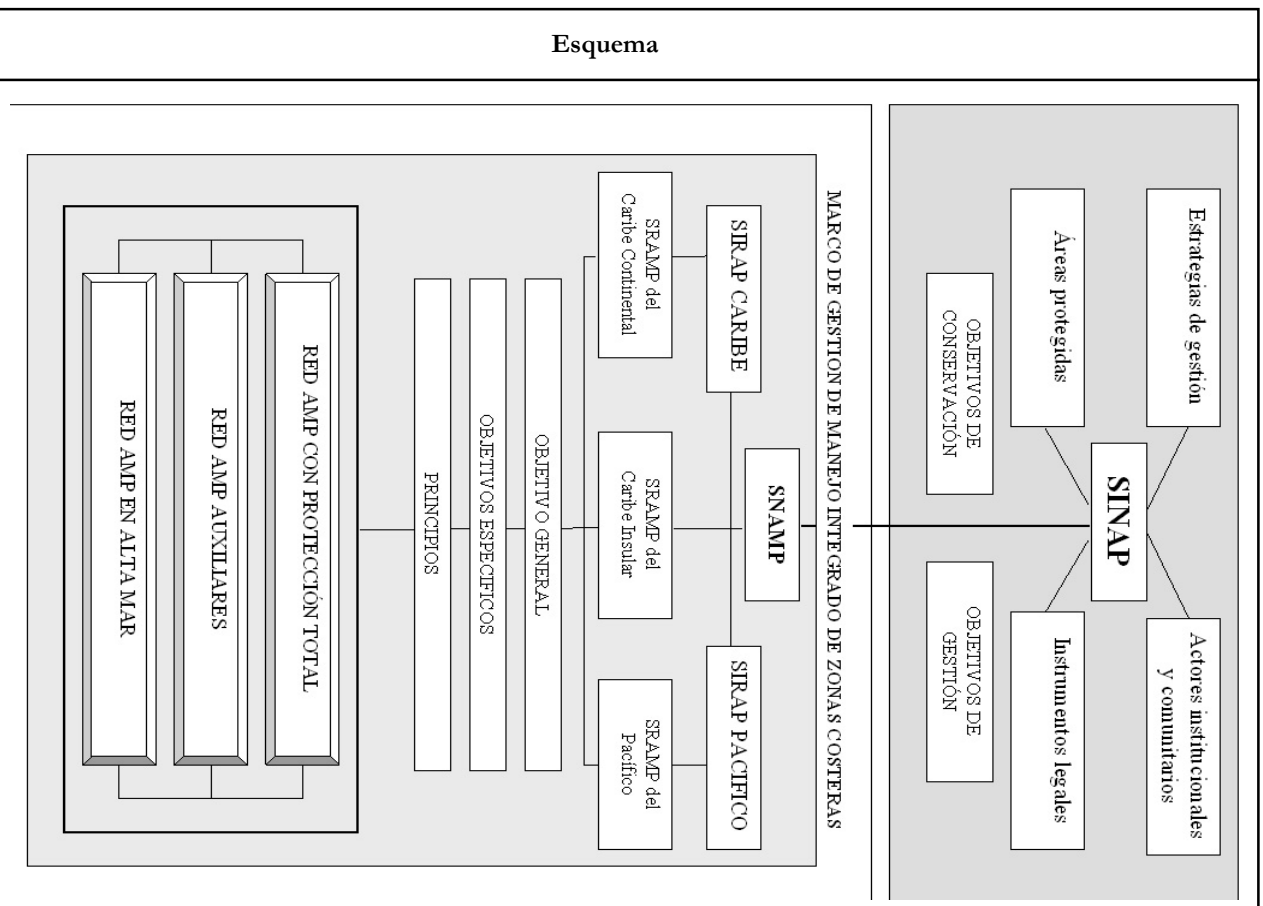 Esquema
Estrategias de gestión
Actores institucionales
y comunitarios
SINAP
Áreas protegidas
Instrumentos legales
OBJETIVOS DE
CONSERVACIÓN
OBJETIVOS DE
GESTIÓN
MARCO DE GESTION DE MANEJO INTEGRADO DE ZONAS COSTERAS
SNAMP
SIRAP CARIBE
SIRAP PACIFICO
SRAMP del
Caribe Continental
SRAMP del
Caribe Insular
SRAMP del
Pacífico
OBJETIVO GENERAL
OBJETIVOS ESPECIFICOS
PRINCIPIOS
RED AMP CON PROTECCIÓN TOTAL
RED AMP AUXILIARES
RED AMP EN ALTA MAR